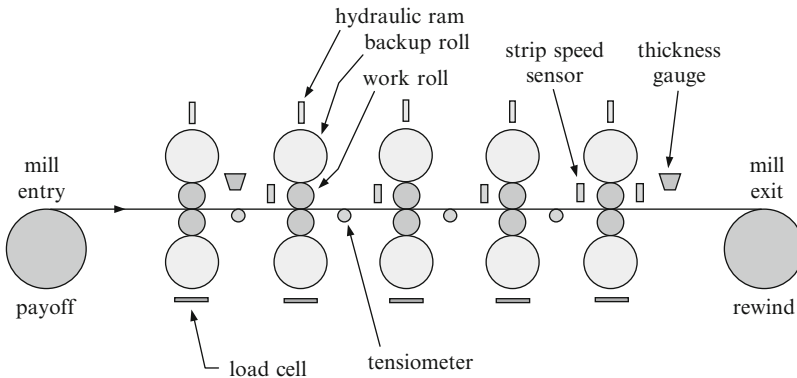 hydraulic ram
backup roll
work roll
strip speed
sensor
thickness
gauge
mill
entry
mill
exit
payoff
rewind
load cell
tensiometer